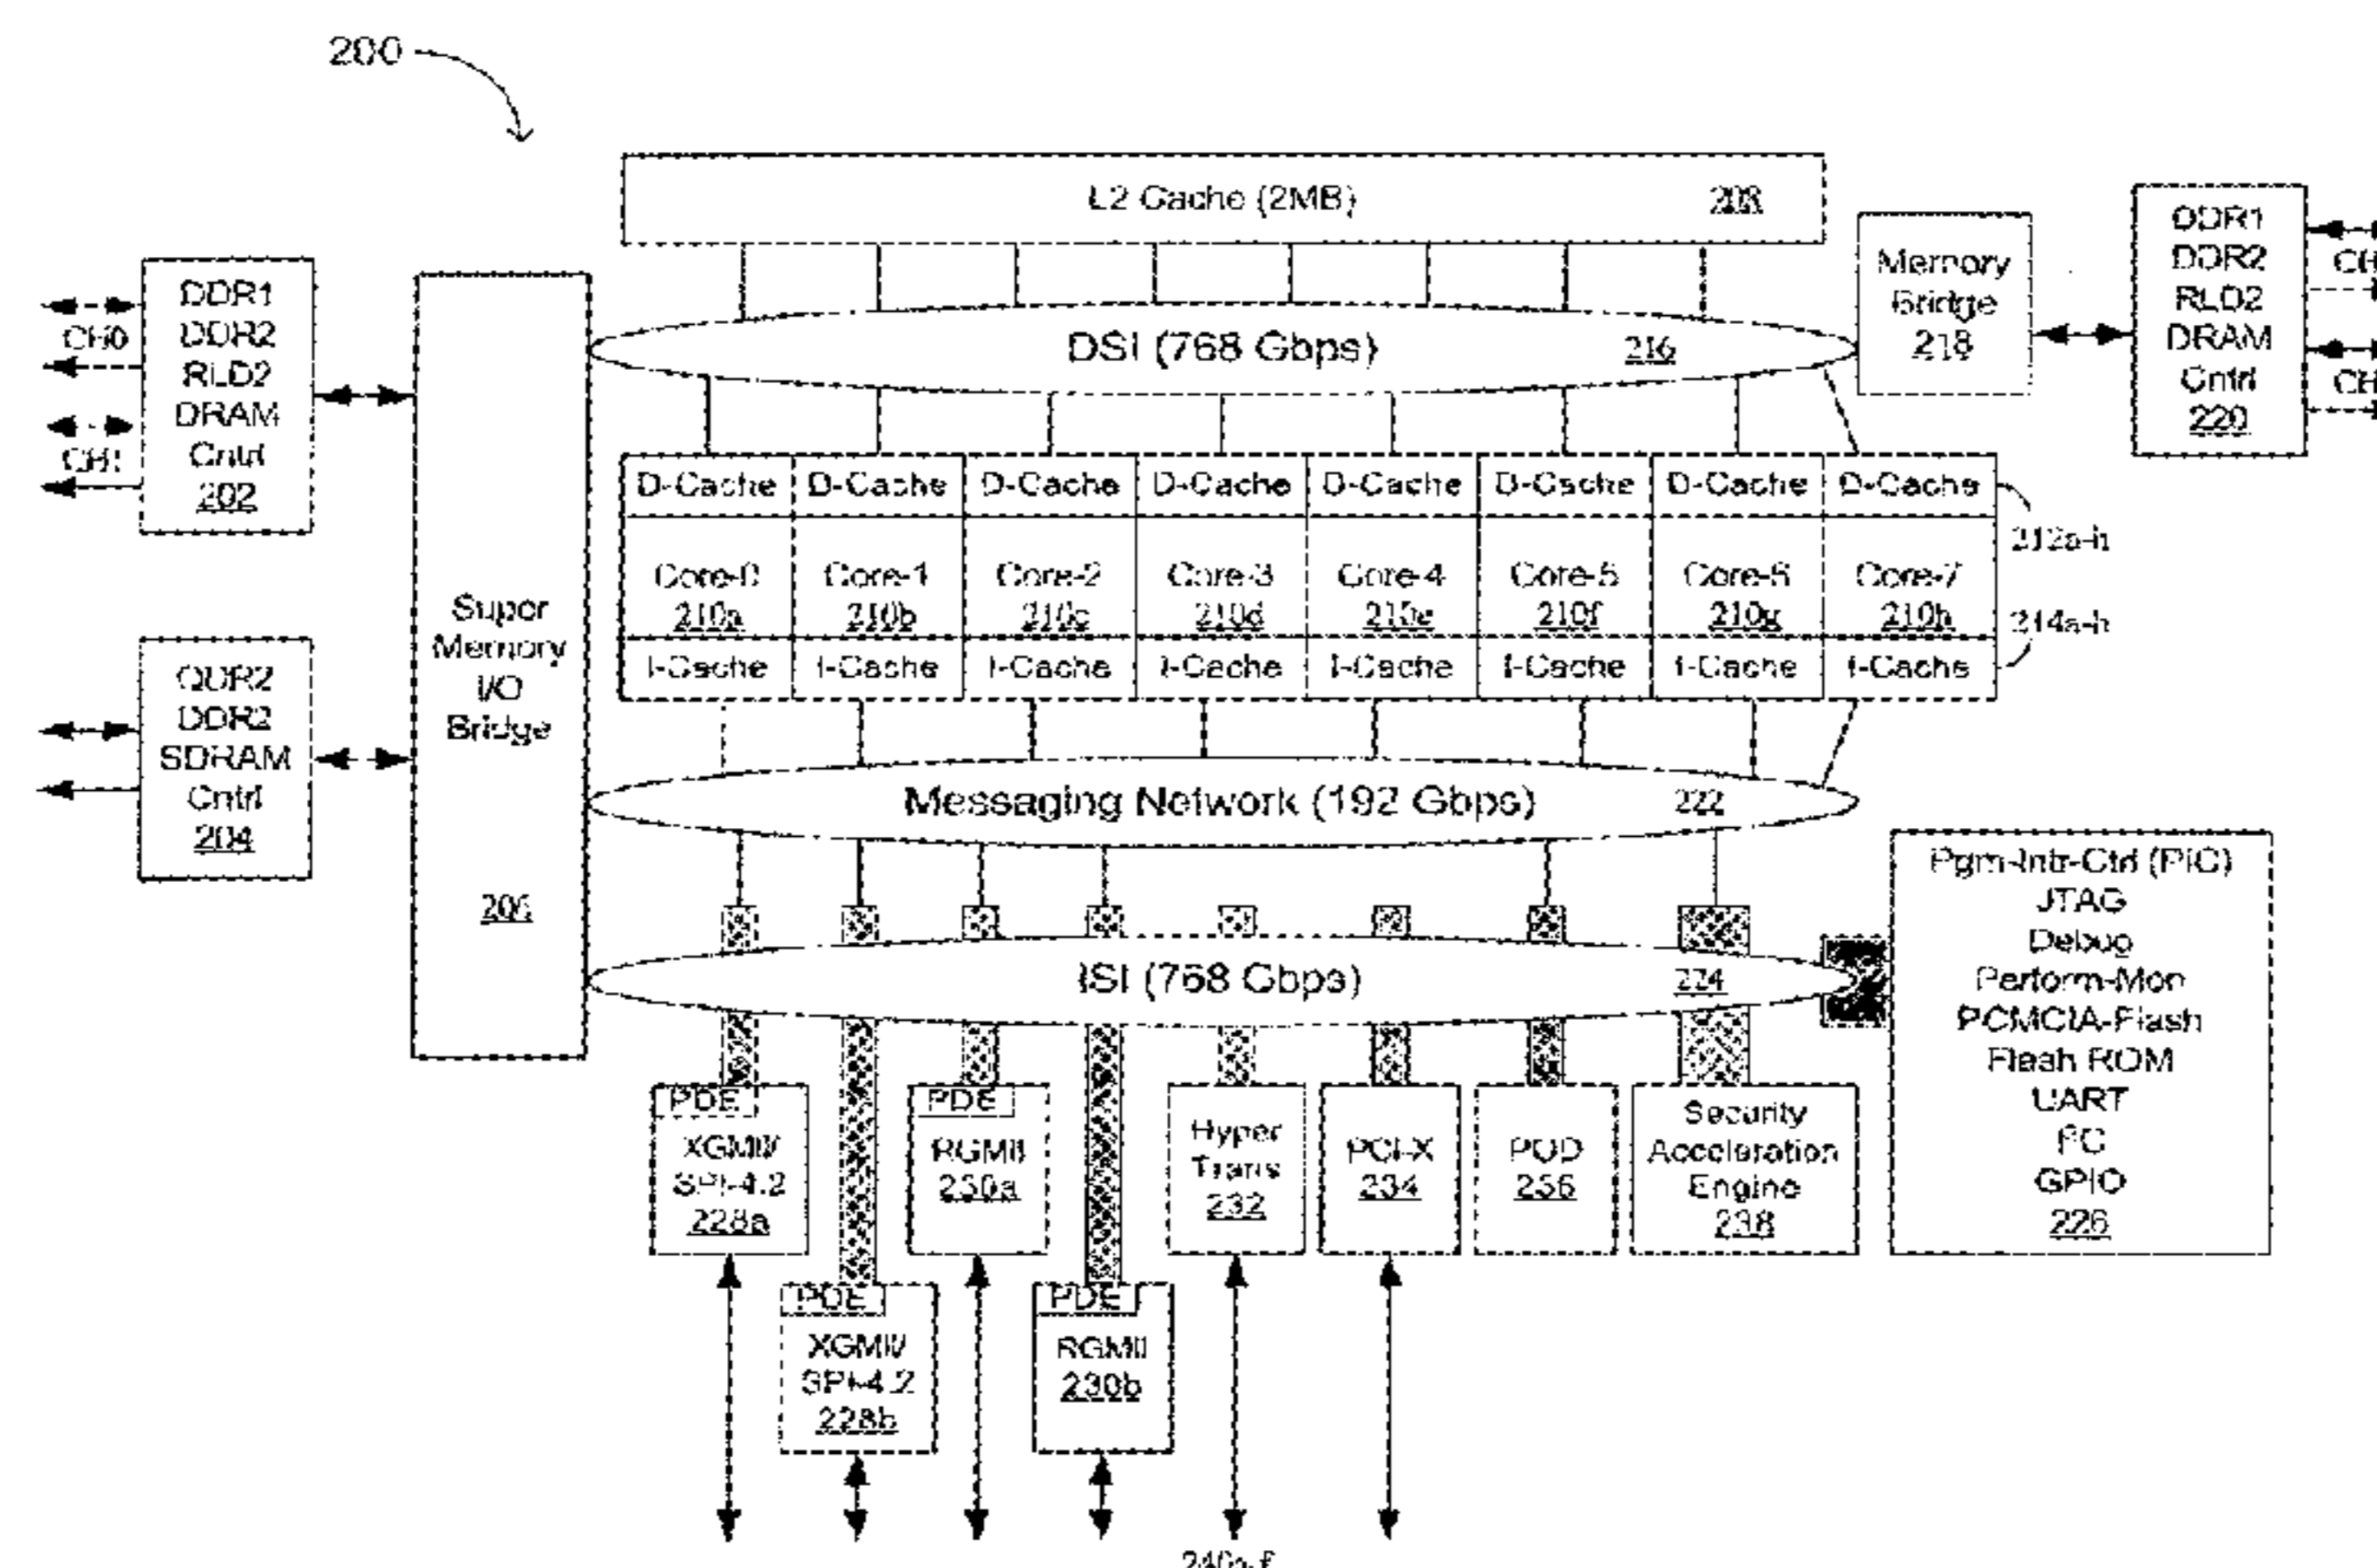 200
L2 Cache (2MB) 208
DDR1
DDR2
RLD2
DRAM
Cntrl
202
CH0
CH1
QDR2
DDR2
SDRAM
Cntrl
204
Super
Memory
I/O
Bridge
206
DSI (768 Gbps) 216
Memory
Bridge
218
DDR1
DDR2
RLD2
DRAM
Cntrl
220
CH
CH
D-Cache D-Cache D-Cache D-Cache D-Cache D-Cache D-Cache D-Cache
212a-h
Core-0 Core-1 Core-2 Core-3 Core-4 Core-5 Core-6 Core-7
210a 210b 210c 210d 210e 210f 210g 210h
214a-h
I-Cache I-Cache I-Cache I-Cache I-Cache I-Cache I-Cache I-Cache
Messaging Network (192 Gbps) 222
ISI (768 Gbps) 224
Pgm-Intr-Ctrl (PIC)
JTAG
Debug
Perform-Mon
PCMCIA-Flash
Flash ROM
UART
GPIO
226
PDE
XGMII/
SPI-4.2
228a
PDE
RGMII
230a
Hyper
Trans
232
PCI-X
234
POD
236
Security
Acceleration
Engine
238
PDE
XGMII/
SPI-4.2
228b
PDE
RGMII
230b
240a-f